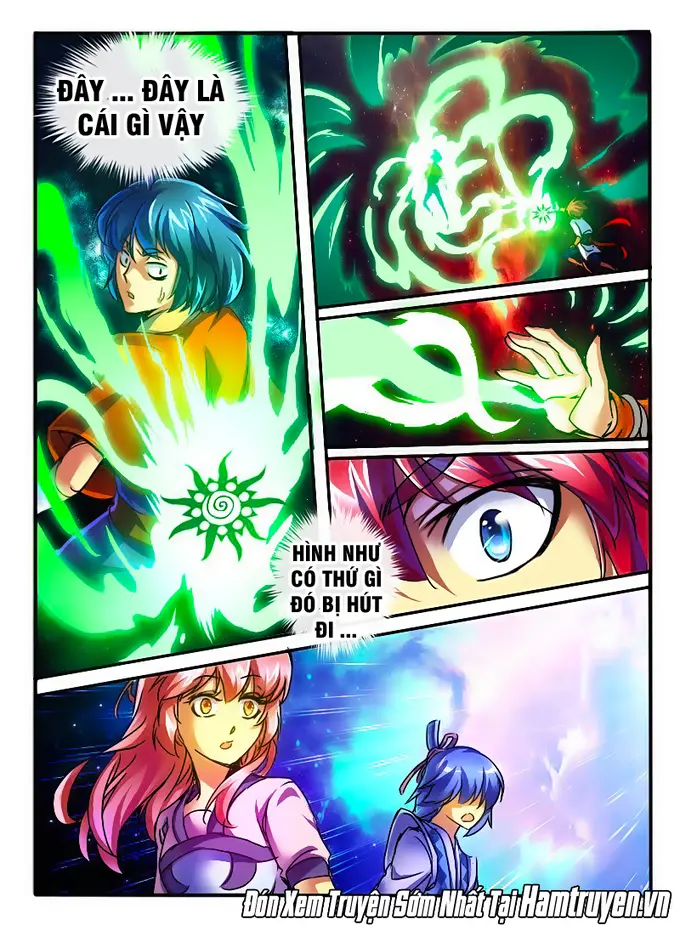 ĐÂY ... ĐÂY LÀ
CÁI GÌ VẬY
HÌNH NHƯ
CÓ THỨ GÌ
ĐÓ BỊ HÚT
ĐI ...
Đón Xem Truyện Sớm Nhất Tại Hamtruyen.vn